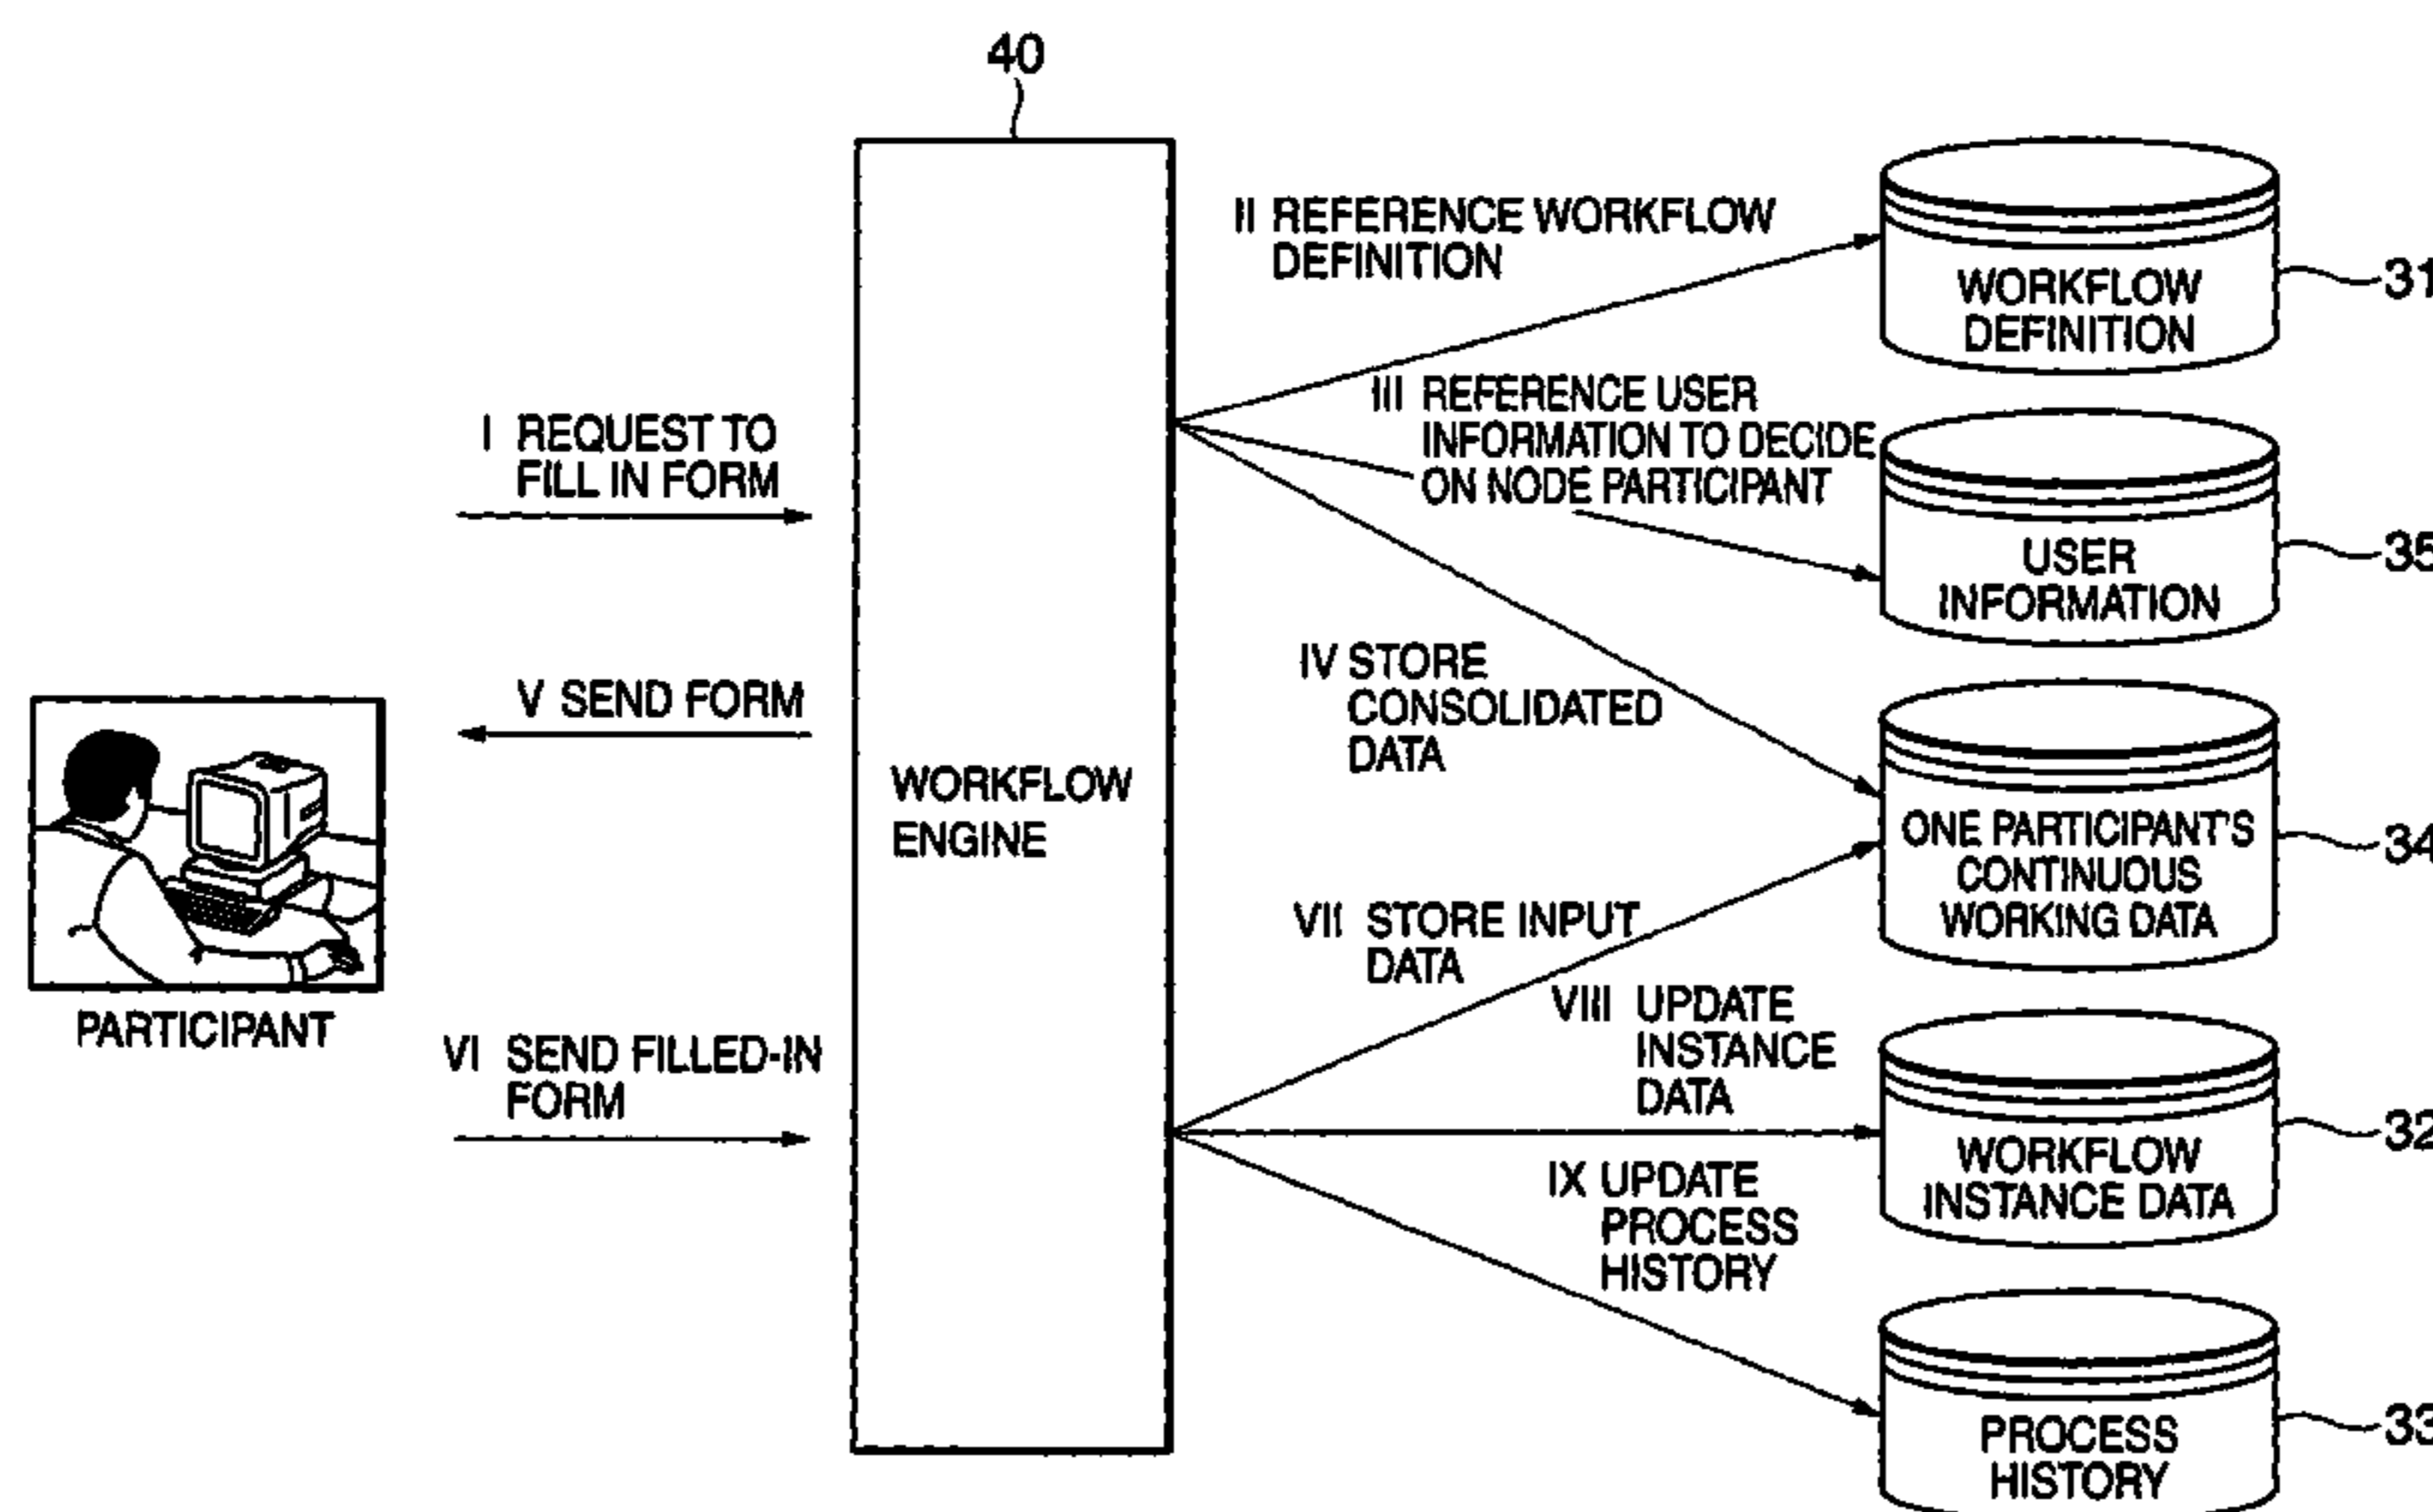 40
II REFERENCE WORKFLOW
DEFINITION
WORKFLOW
DEFINITION
31
I REQUEST TO
FILL IN FORM
III REFERENCE USER
INFORMATION TO DECIDE
ON NODE PARTICIPANT
USER
INFORMATION
35
V SEND FORM
IV STORE
CONSOLIDATED
DATA
WORKFLOW
ENGINE
ONE PARTICIPANT'S
CONTINUOUS
WORKING DATA
34
PARTICIPANT
VII STORE INPUT
DATA
VI SEND FILLED-IN
FORM
VIII UPDATE
INSTANCE
DATA
WORKFLOW
INSTANCE DATA
32
IX UPDATE
PROCESS
HISTORY
PROCESS
HISTORY
33